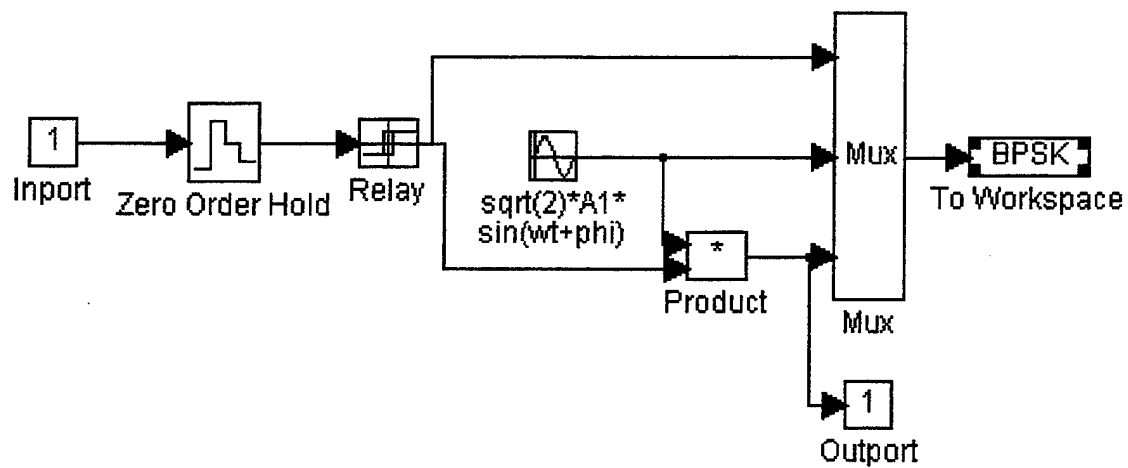 1
Inport
Zero Order Hold
Relay
sqrt(2)*A1*
sin(wt+phi)
*
Product
Mux
Mux
BPSK
To Workspace
1
Outport